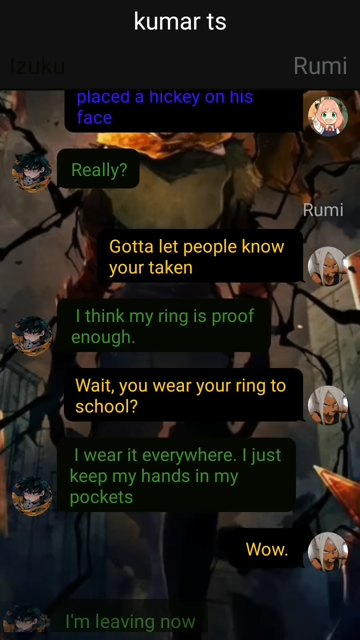 kumar ts
Izuku
Rumi
placed a hickey on his
face
Really?
Rumi
Gotta let people know
your taken
I think my ring is proof
enough.
Wait, you wear your ring to
school?
I wear it everywhere. I just
keep my hands in my
pockets
Wow.
I'm leaving now